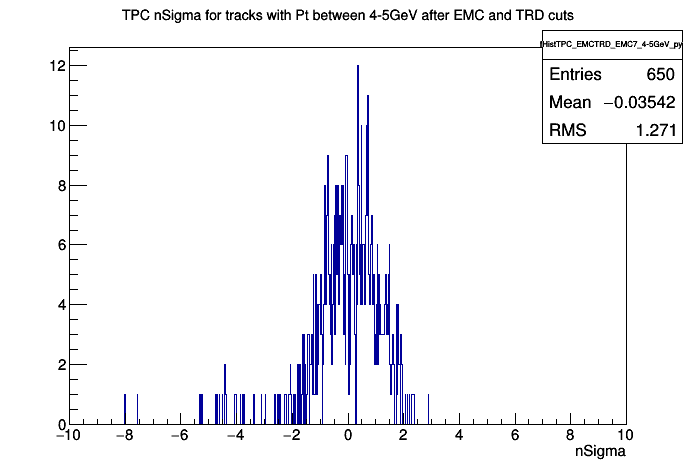 TPC nSigma for tracks with Pt between 4-5GeV after EMC and TRD cuts
HistTPC_EMCTRD_EMC7_4-5GeV_py
Entries 650
Mean −0.03542
RMS 1.271
12
10
8
6
4
2
0
−10 −8 −6 −4 −2 0 2 4 6 8 10
nSigma